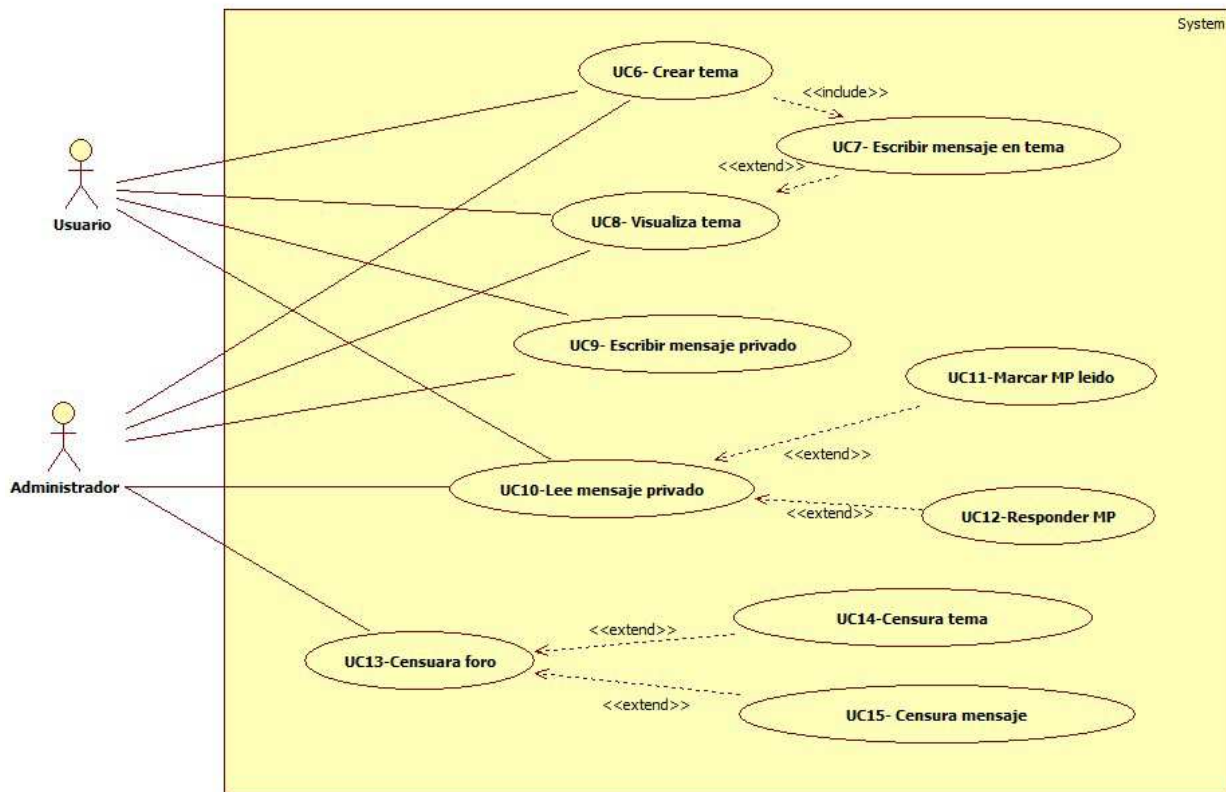 System
UC6- Crear tema
<<include>>
UC7- Escribir mensaje en tema
<<extend>>
UC8- Visualiza tema
Usuario
UC9- Escribir mensaje privado
UC11-Marcar MP leido
<<extend>>
UC10-Lee mensaje privado
Administrador
<<extend>>
UC12-Responder MP
UC14-Censura tema
<<extend>>
UC13-Censuara foro
<<extend>>
UC15- Censura mensaje